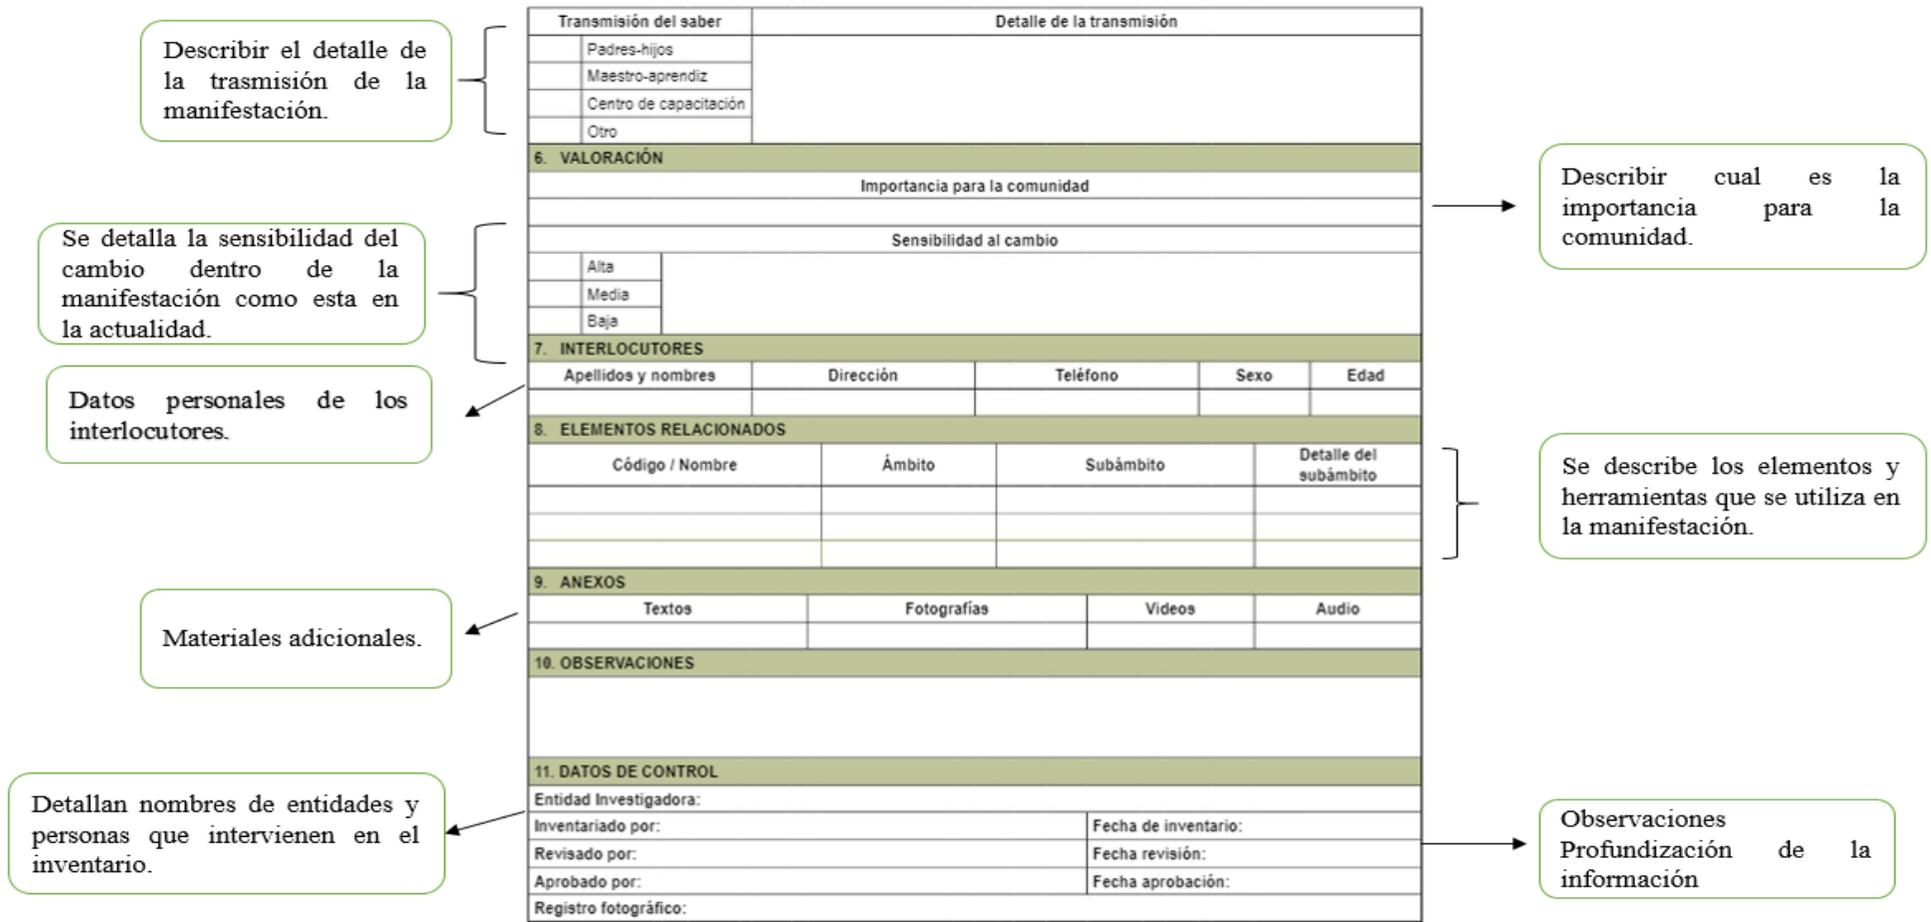 Transmisión del saber Detalle de la transmisión
Padres-hijos
Maestro-aprendiz
Centro de capacitación
Otro
Describir el detalle de
la trasmisión de la
manifestación.
6. VALORACIÓN
Importancia para la comunidad
Describir cual es la
importancia para la
comunidad.
Sensibilidad al cambio
Alta
Media
Baja
Se detalla la sensibilidad del
cambio dentro de la
manifestación como esta en
la actualidad.
7. INTERLOCUTORES
Apellidos y nombres Dirección Teléfono Sexo Edad
Datos personales de los
interlocutores.
8. ELEMENTOS RELACIONADOS
Código / Nombre Ámbito Subámbito Detalle del
subámbito
Se describe los elementos y
herramientas que se utiliza en
la manifestación.
9. ANEXOS
Textos Fotografías Videos Audio
Materiales adicionales.
10. OBSERVACIONES
11. DATOS DE CONTROL
Entidad Investigadora:
Inventariado por: Fecha de inventario:
Revisado por: Fecha revisión:
Aprobado por: Fecha aprobación:
Registro fotográfico:
Detallan nombres de entidades y
personas que intervienen en el
inventario.
Observaciones
Profundización de la
información